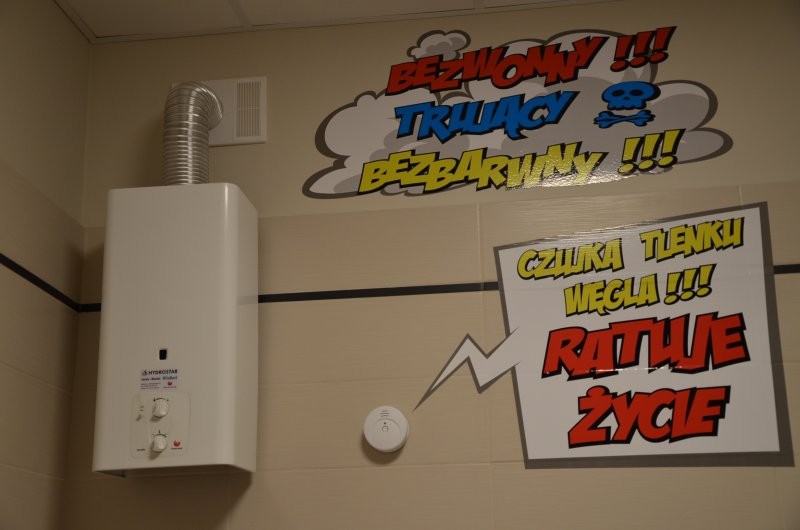 BEZWONNY !!!
TRUJĄCY
BEZBARWNY !!!
CZUJKA TLENKU
WĘGLA !!!
RATUJE
ŻYCIE
HYDROSTAR